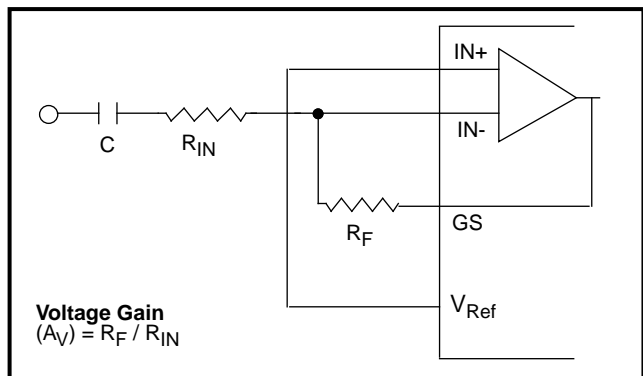 IN+
C
R_IN
IN-
R_F
GS
V_Ref
Voltage Gain
(A_V) = R_F / R_IN